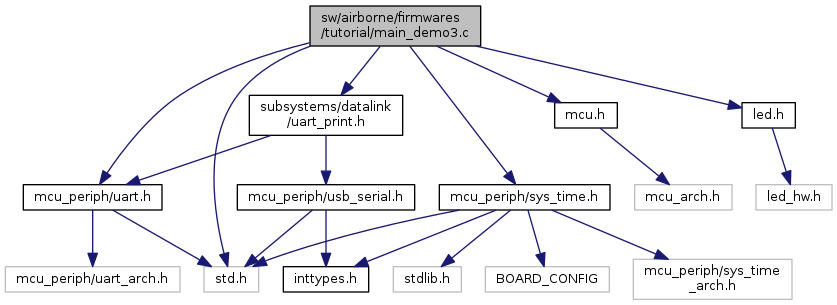 sw/airborne/firmwares
/tutorial/main_demo3.c
subsystems/datalink
/uart_print.h
mcu.h
led.h
mcu_periph/uart.h
mcu_periph/usb_serial.h
mcu_periph/sys_time.h
mcu_arch.h
led_hw.h
mcu_periph/uart_arch.h
std.h
inttypes.h
stdlib.h
BOARD_CONFIG
mcu_periph/sys_time
_arch.h